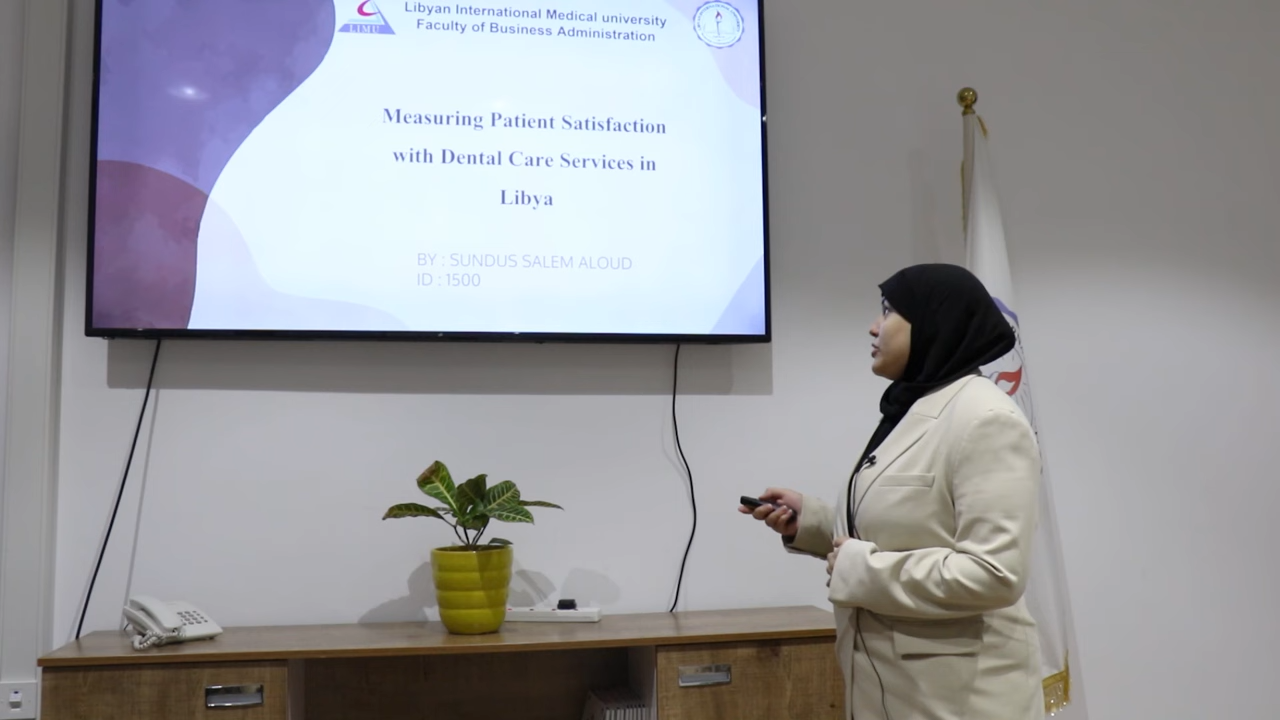 Libyan International Medical university
Faculty of Business Administration
LIMU
Measuring Patient Satisfaction
with Dental Care Services in
Libya
BY : SUNDUS SALEM ALOUD
ID : 1500